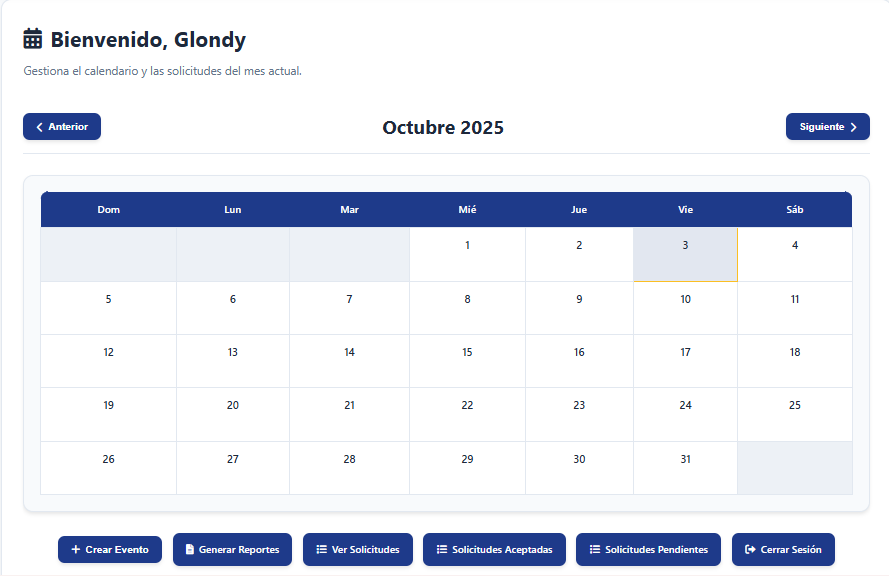 Bienvenido, Glondy
Gestiona el calendario y las solicitudes del mes actual.
Anterior
Octubre 2025
Siguiente
Dom Lun Mar Mié Jue Vie Sáb
1 2 3 4
5 6 7 8 9 10 11
12 13 14 15 16 17 18
19 20 21 22 23 24 25
26 27 28 29 30 31
Crear Evento Generar Reportes Ver Solicitudes Solicitudes Aceptadas Solicitudes Pendientes Cerrar Sesión